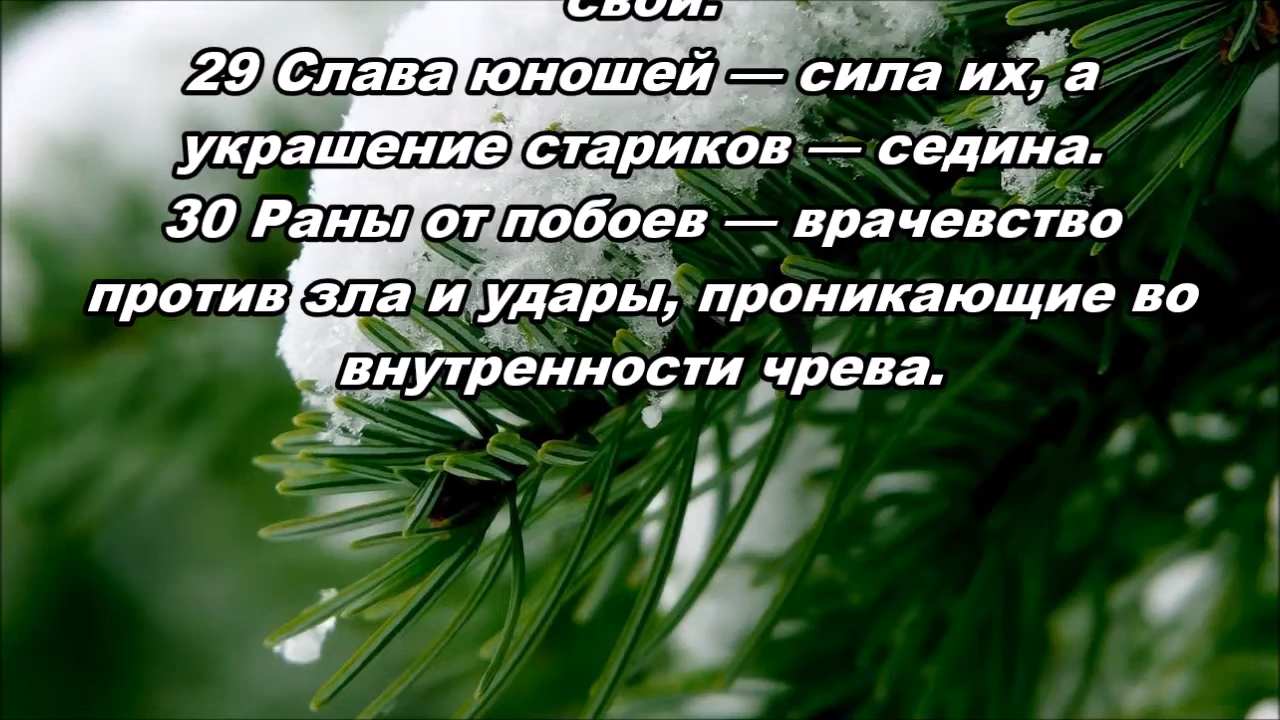 свой.
29 Слава юношей — сила их, а
украшение стариков — седина.
30 Раны от побоев — врачевство
против зла и удары, проникающие во
внутренности чрева.